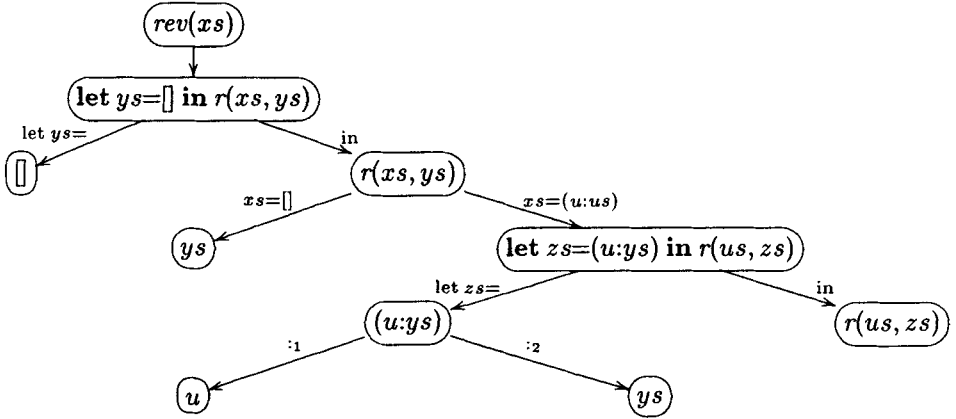 rev(xs)
let ys=[] in r(xs, ys)
let ys=
in
[]
r(xs, ys)
xs=[]
xs=(u:us)
ys
let zs=(u:ys) in r(us, zs)
let zs=
in
(u:ys)
r(us, zs)
:₁
:₂
u
ys